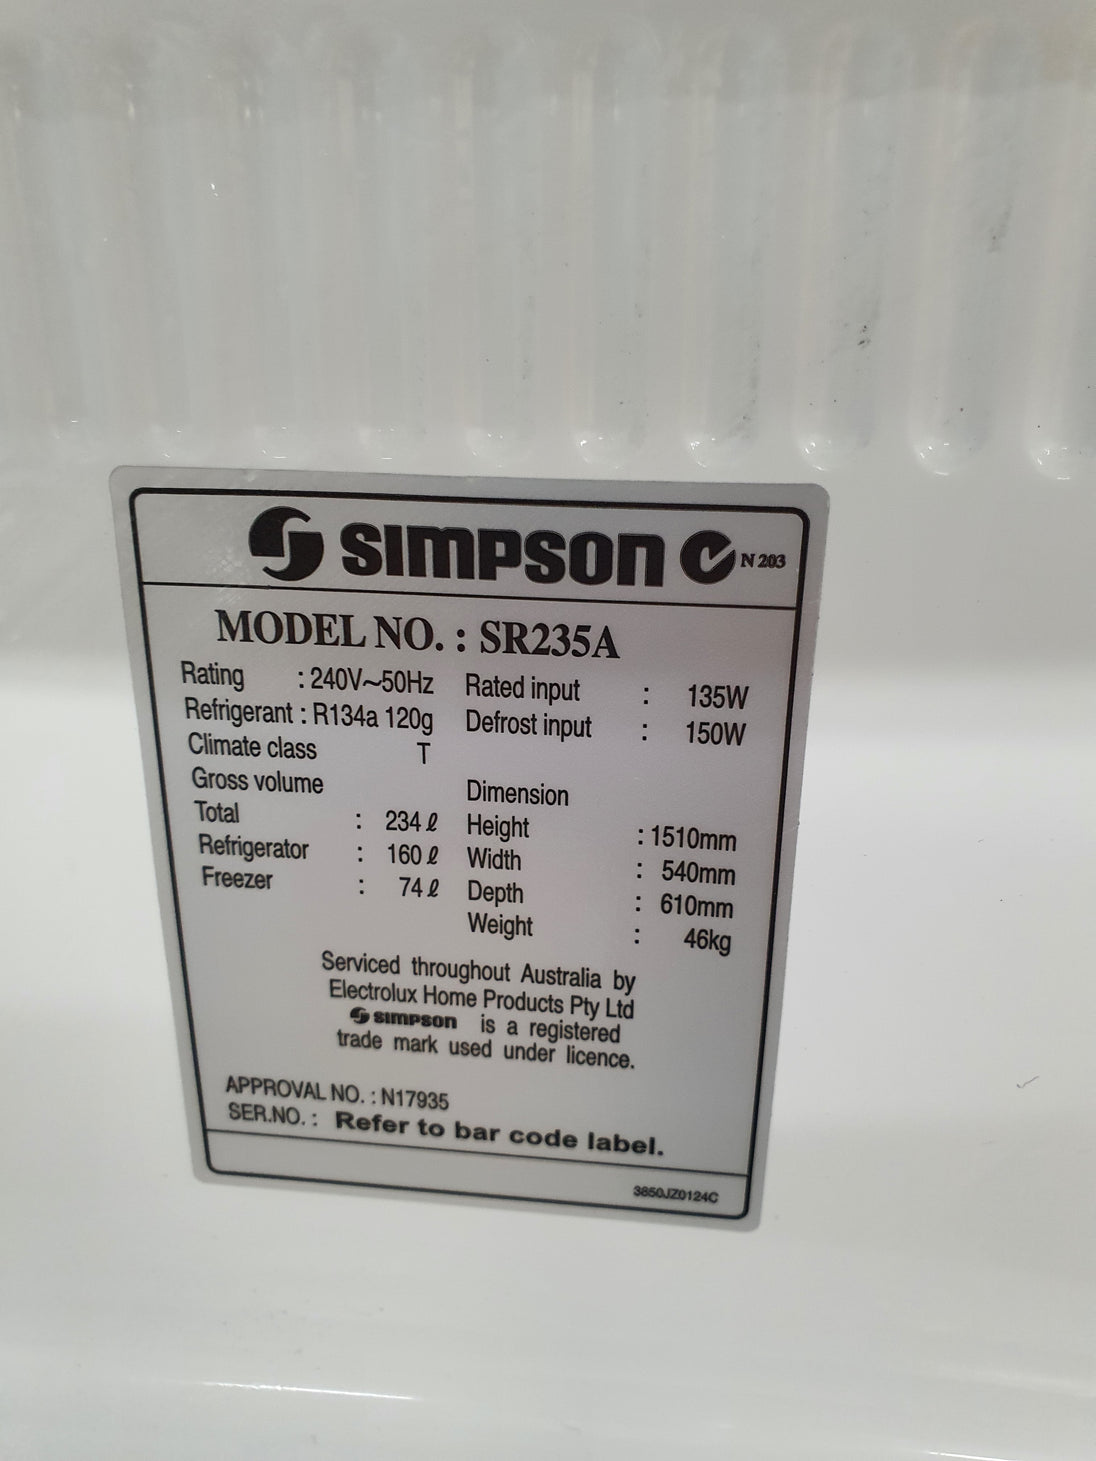 SIMPSON N 203
MODEL NO. : SR235A
Rating : 240V~50Hz Rated input : 135W
Refrigerant : R134a 120g Defrost input : 150W
Climate class T
Gross volume Dimension
Total : 234 ℓ Height : 1510mm
Refrigerator : 160 ℓ Width : 540mm
Freezer : 74 ℓ Depth : 610mm
Weight : 46kg
Serviced throughout Australia by
Electrolux Home Products Pty Ltd
SIMPSON is a registered
trade mark used under licence.
APPROVAL NO. : N17935
SER.NO. : Refer to bar code label.
3850JZ0124C